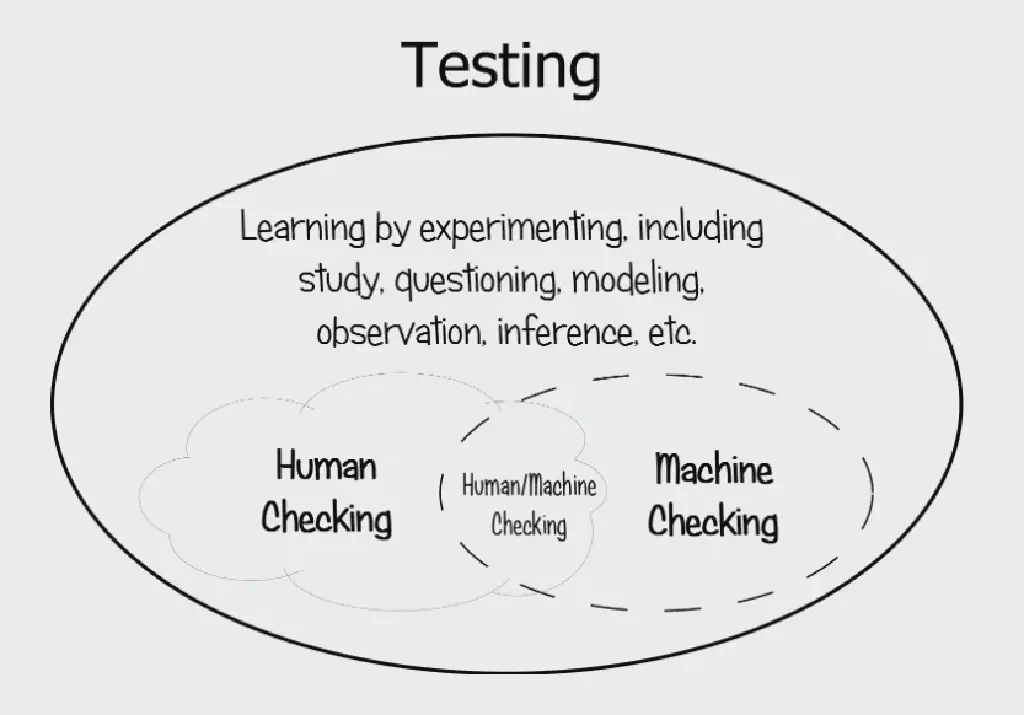 Testing
Learning by experimenting, including
study, questioning, modeling,
observation, inference, etc.
Human
Checking
Human/Machine
Checking
Machine
Checking